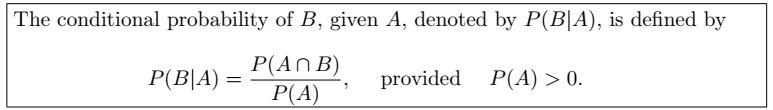 The conditional probability of B, given A, denoted by P(B|A), is defined by
P(B|A) = P(A ∩ B) / P(A), provided P(A) > 0.